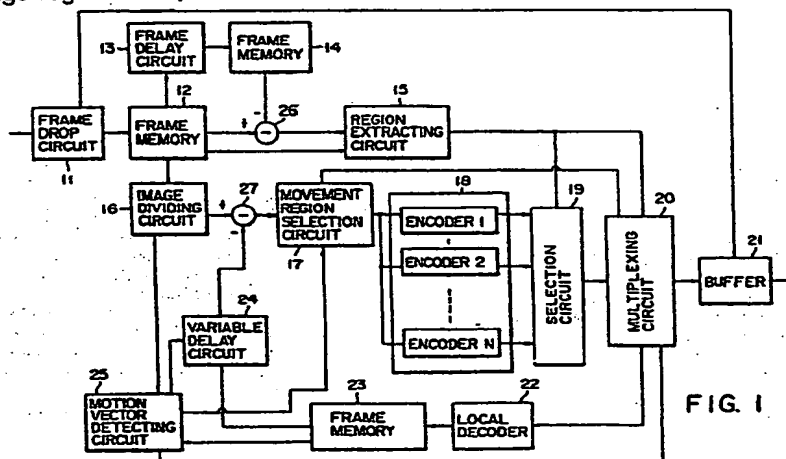 13
FRAME
DELAY
CIRCUIT
FRAME
MEMORY
14
12
15
FRAME
DROP
CIRCUIT
11
FRAME
MEMORY
+
-
26
REGION
EXTRACTING
CIRCUIT
16
IMAGE
DIVIDING
CIRCUIT
+
-
27
MOVEMENT
REGION
SELECTION
CIRCUIT
17
18
ENCODER 1
ENCODER 2
ENCODER N
19
SELECTION
CIRCUIT
20
MULTIPLEXING
CIRCUIT
21
BUFFER
24
VARIABLE
DELAY
CIRCUIT
25
MOTION
VECTOR
DETECTING
CIRCUIT
23
FRAME
MEMORY
22
LOCAL
DECODER
FIG. 1